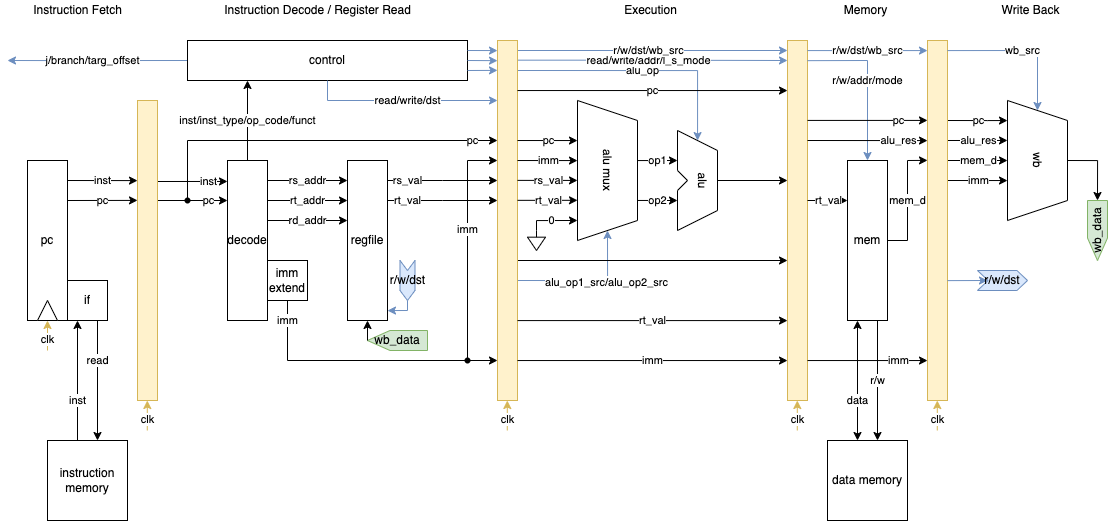 Instruction Fetch
Instruction Decode / Register Read
Execution
Memory
Write Back
j/branch/targ_offset
control
r/w/dst/wb_src
read/write/addr/l_s_mode
alu_op
r/w/dst/wb_src
wb_src
r/w/addr/mode
pc
read/write/dst
inst/inst_type/op_code/funct
pc
pc
imm
rs_val
rt_val
0
alu mux
op1
op2
alu
pc
alu_res
pc
alu_res
mem_d
imm
wb
wb_data
inst
pc
inst
pc
rs_addr
rt_addr
rd_addr
rs_val
rt_val
imm
rt_val
mem_d
pc
decode
regfile
mem
if
imm
extend
r/w/dst
alu_op1_src/alu_op2_src
r/w/dst
imm
rt_val
clk
wb_data
read
imm
imm
inst
r/w
data
clk
clk
clk
clk
instruction
memory
data memory